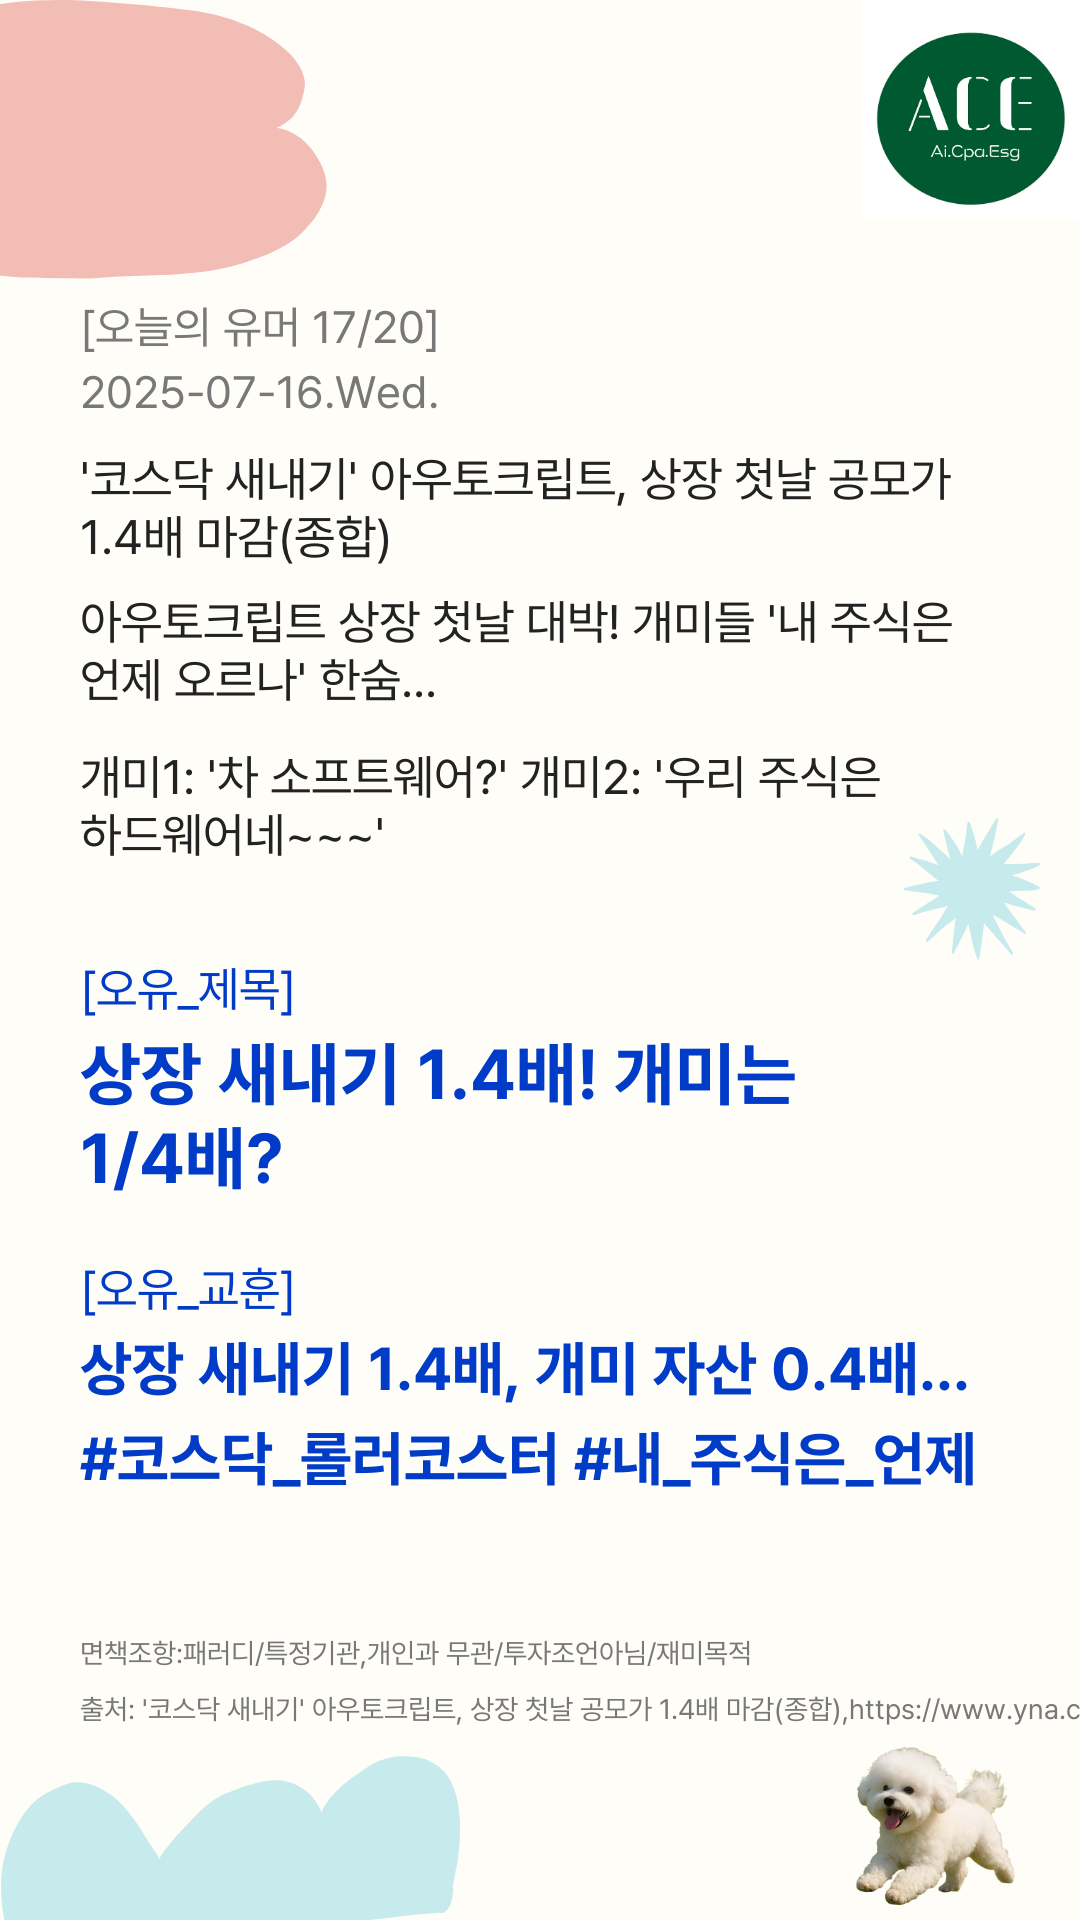 ACE
Ai.Cpa.Esg
[오늘의 유머 17/20]
2025-07-16.Wed.
'코스닥 새내기' 아우토크립트, 상장 첫날 공모가
1.4배 마감(종합)
아우토크립트 상장 첫날 대박! 개미들 '내 주식은
언제 오르나' 한숨...
개미1: '차 소프트웨어?' 개미2: '우리 주식은
하드웨어네~~~'
[오유_제목]
상장 새내기 1.4배! 개미는
1/4배?
[오유_교훈]
상장 새내기 1.4배, 개미 자산 0.4배...
#코스닥_롤러코스터 #내_주식은_언제
면책조항:패러디/특정기관,개인과 무관/투자조언아님/재미목적
출처: '코스닥 새내기' 아우토크립트, 상장 첫날 공모가 1.4배 마감(종합),https://www.yna.c